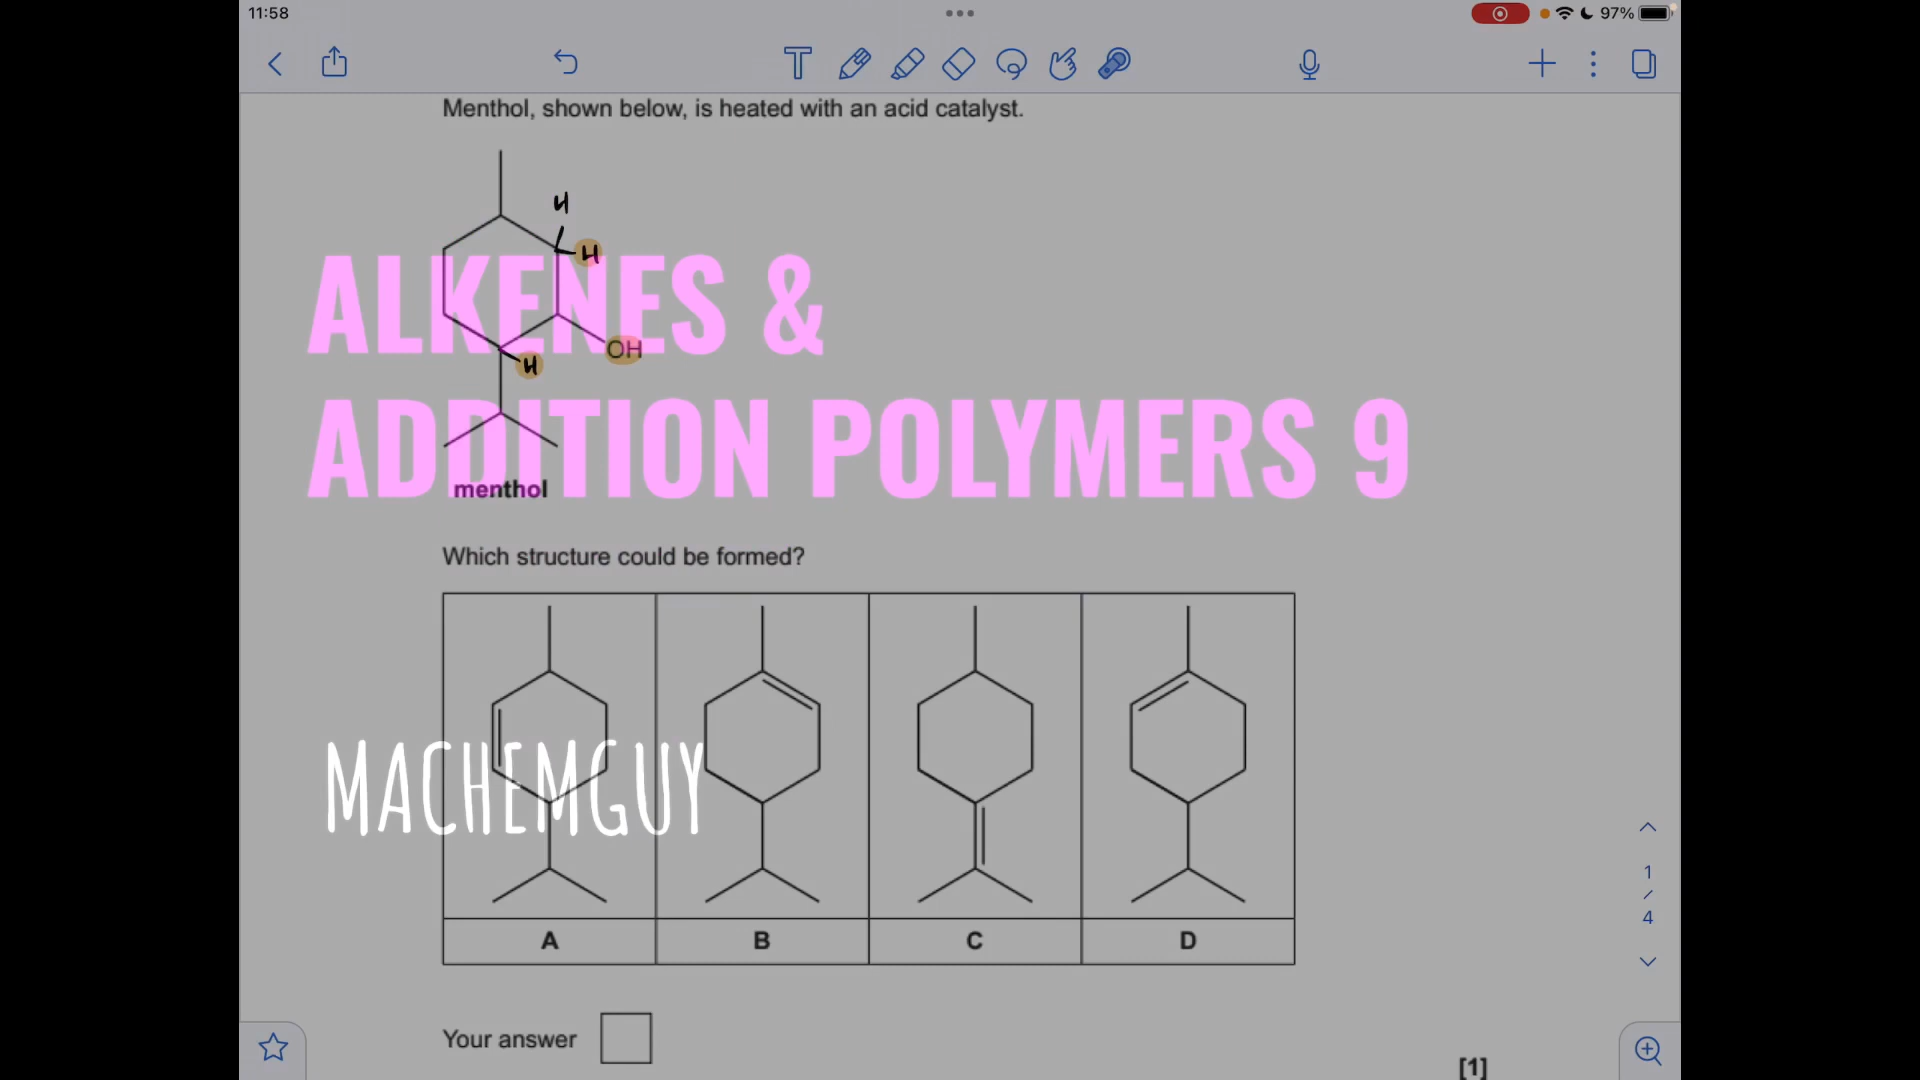 11:58
97%
Menthol, shown below, is heated with an acid catalyst.
H
H
ALKENES &
OH
H
ADDITION POLYMERS 9
menthol
Which structure could be formed?
MACHEMGUY
1
/
4
A B C D
Your answer
[1]